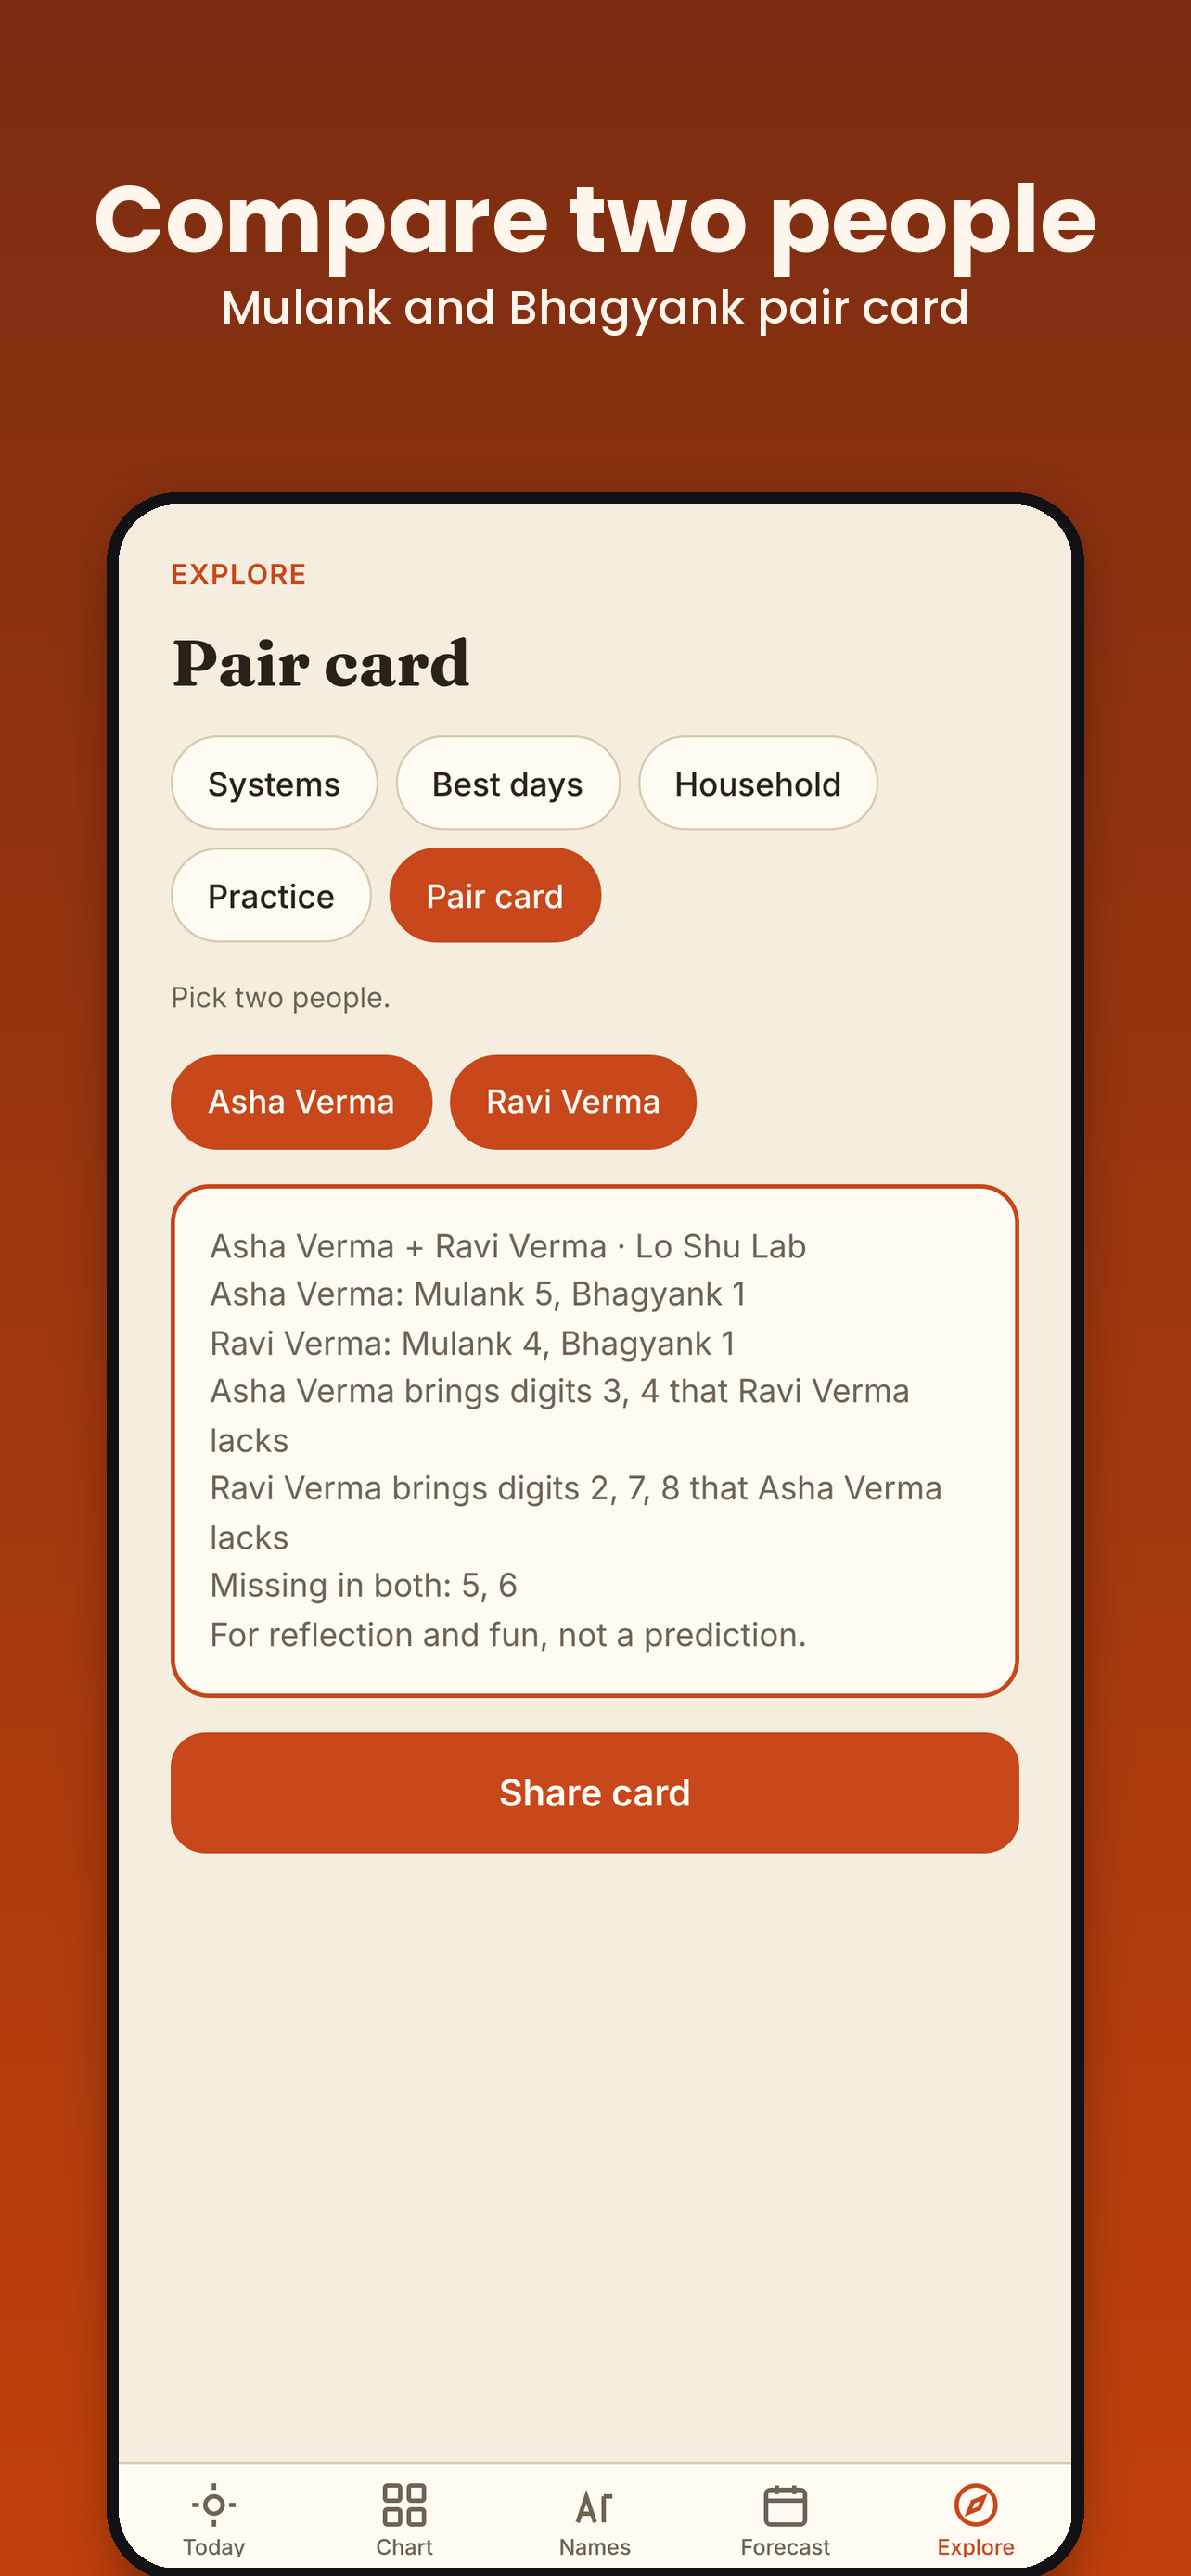 Compare two people
Mulank and Bhagyank pair card
EXPLORE
Pair card
Systems
Best days
Household
Practice
Pair card
Pick two people.
Asha Verma
Ravi Verma
Asha Verma + Ravi Verma · Lo Shu Lab
Asha Verma: Mulank 5, Bhagyank 1
Ravi Verma: Mulank 4, Bhagyank 1
Asha Verma brings digits 3, 4 that Ravi Verma
lacks
Ravi Verma brings digits 2, 7, 8 that Asha Verma
lacks
Missing in both: 5, 6
For reflection and fun, not a prediction.
Share card
Today
Chart
Names
Forecast
Explore